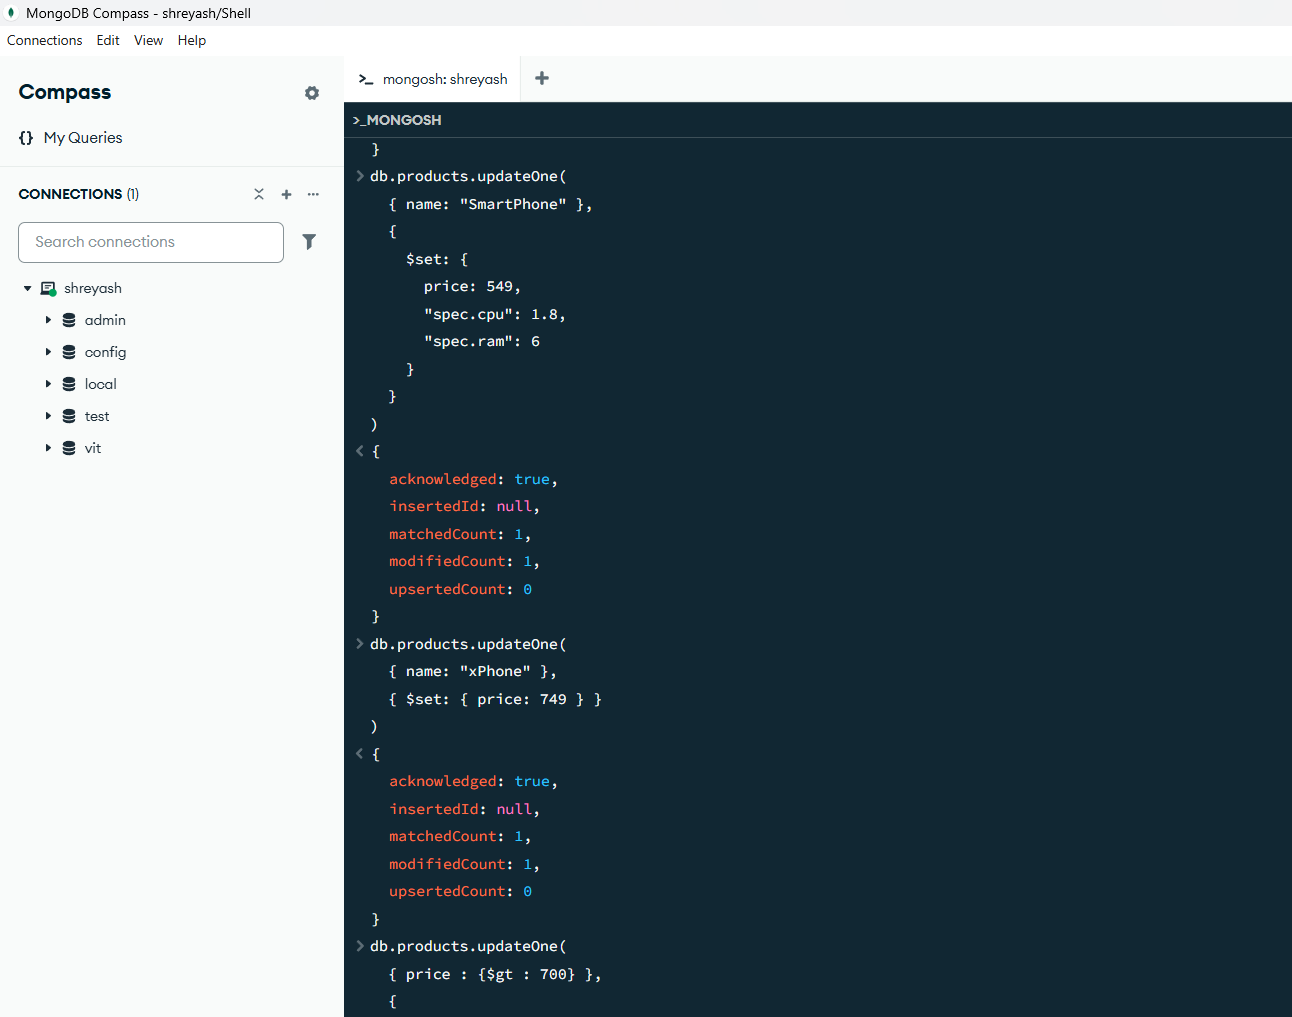 MongoDB Compass - shreyash/Shell
Connections Edit View Help
Compass
{} My Queries
CONNECTIONS (1)
Search connections
shreyash
admin
config
local
test
vit
>_ mongosh: shreyash +
>_MONGOSH
}
> db.products.updateOne(
{ name: "SmartPhone" },
{
$set: {
price: 549,
"spec.cpu": 1.8,
"spec.ram": 6
}
}
)
< {
acknowledged: true,
insertedId: null,
matchedCount: 1,
modifiedCount: 1,
upsertedCount: 0
}
> db.products.updateOne(
{ name: "xPhone" },
{ $set: { price: 749 } }
)
< {
acknowledged: true,
insertedId: null,
matchedCount: 1,
modifiedCount: 1,
upsertedCount: 0
}
> db.products.updateOne(
{ price : {$gt : 700} },
{